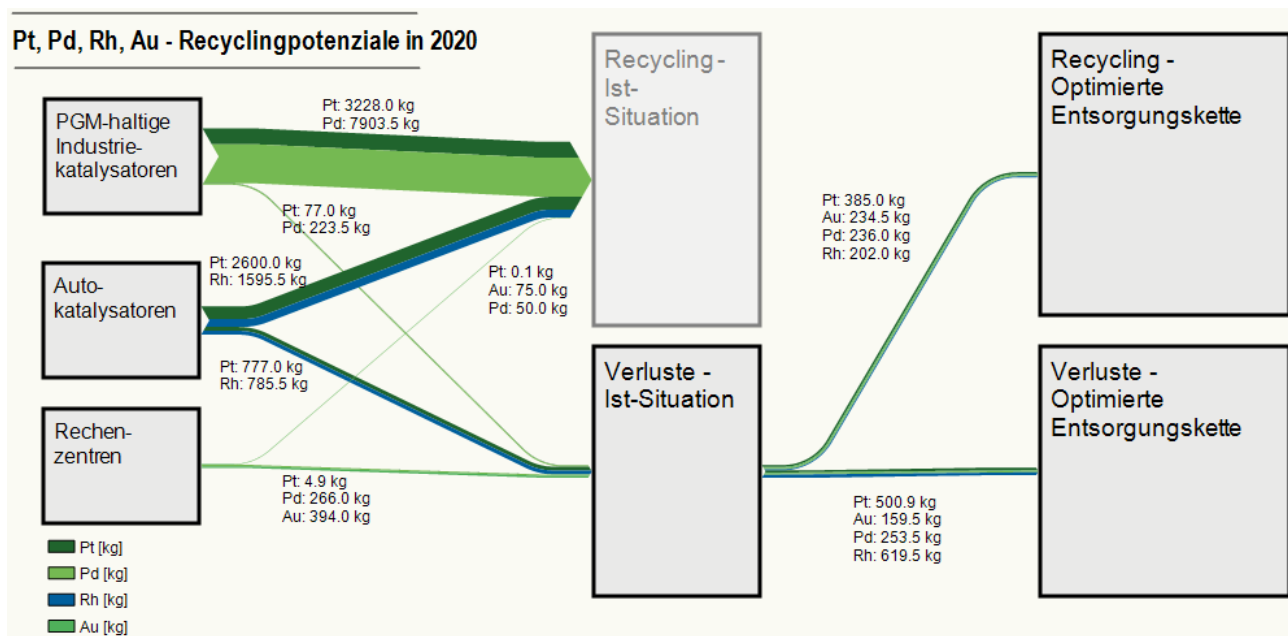 Pt, Pd, Rh, Au - Recyclingpotenziale in 2020
PGM-haltige
Industrie-
katalysatoren
Auto-
katalysatoren
Rechen-
zentren
Pt: 3228.0 kg
Pd: 7903.5 kg
Pt: 77.0 kg
Pd: 223.5 kg
Pt: 2600.0 kg
Rh: 1595.5 kg
Pt: 0.1 kg
Au: 75.0 kg
Pd: 50.0 kg
Pt: 777.0 kg
Rh: 785.5 kg
Pt: 4.9 kg
Pd: 266.0 kg
Au: 394.0 kg
Recycling -
Ist-
Situation
Verluste -
Ist-Situation
Pt: 385.0 kg
Au: 234.5 kg
Pd: 236.0 kg
Rh: 202.0 kg
Pt: 500.9 kg
Au: 159.5 kg
Pd: 253.5 kg
Rh: 619.5 kg
Recycling -
Optimierte
Entsorgungskette
Verluste -
Optimierte
Entsorgungskette
Pt [kg]
Pd [kg]
Rh [kg]
Au [kg]